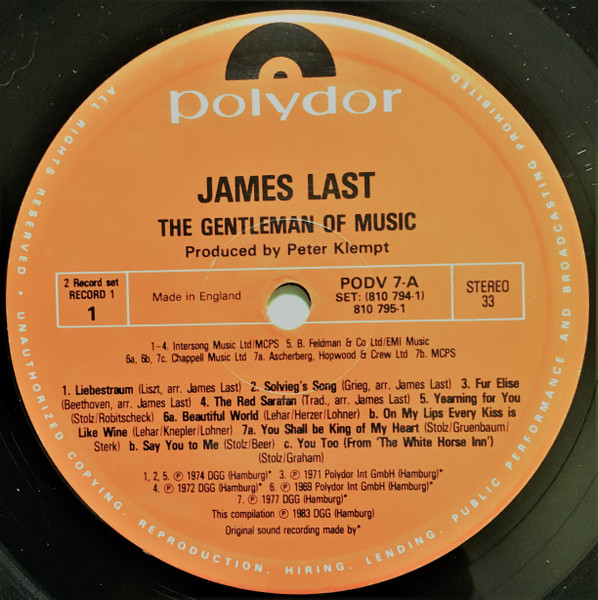 polydor
JAMES LAST
THE GENTLEMAN OF MUSIC
Produced by Peter Klempt
2 Record set
RECORD 1
1
Made in England
PODV 7-A
SET: (810 794-1)
810 795-1
STEREO
33
1-4. Intersong Music Ltd/MCPS 5. B. Feldman & Co Ltd/EMI Music
6a, 6b, 7c. Chappell Music Ltd 7a. Ascherberg, Hopwood & Crew Ltd 7b. MCPS
1. Liebestraum (Liszt, arr. James Last) 2. Solvieg's Song (Grieg, arr. James Last) 3. Fur Elise
(Beethoven, arr. James Last) 4. The Red Sarafan (Trad., arr. James Last) 5. Yearning for You
(Stolz/Robitscheck) 6a. Beautiful World (Lehar/Herzer/Lohner) b. On My Lips Every Kiss is
Like Wine (Lehar/Knepler/Lohner) 7a. You Shall be King of My Heart (Stolz/Gruenbaum/
Sterk) b. Say You to Me (Stolz/Beer) c. You Too (From 'The White Horse Inn')
(Stolz/Graham)
1, 2, 5. ℗ 1974 DGG (Hamburg)* 3. ℗ 1971 Polydor Int GmbH (Hamburg)*
4. ℗ 1972 DGG (Hamburg)* 6. ℗ 1969 Polydor Int GmbH (Hamburg)*
7. ℗ 1977 DGG (Hamburg)*
This compilation ℗ 1983 DGG (Hamburg)
Original sound recording made by*
ALL RIGHTS RESERVED • UNAUTHORIZED COPYING, REPRODUCTION, HIRING, LENDING, PUBLIC PERFORMANCE AND BROADCASTING PROHIBITED